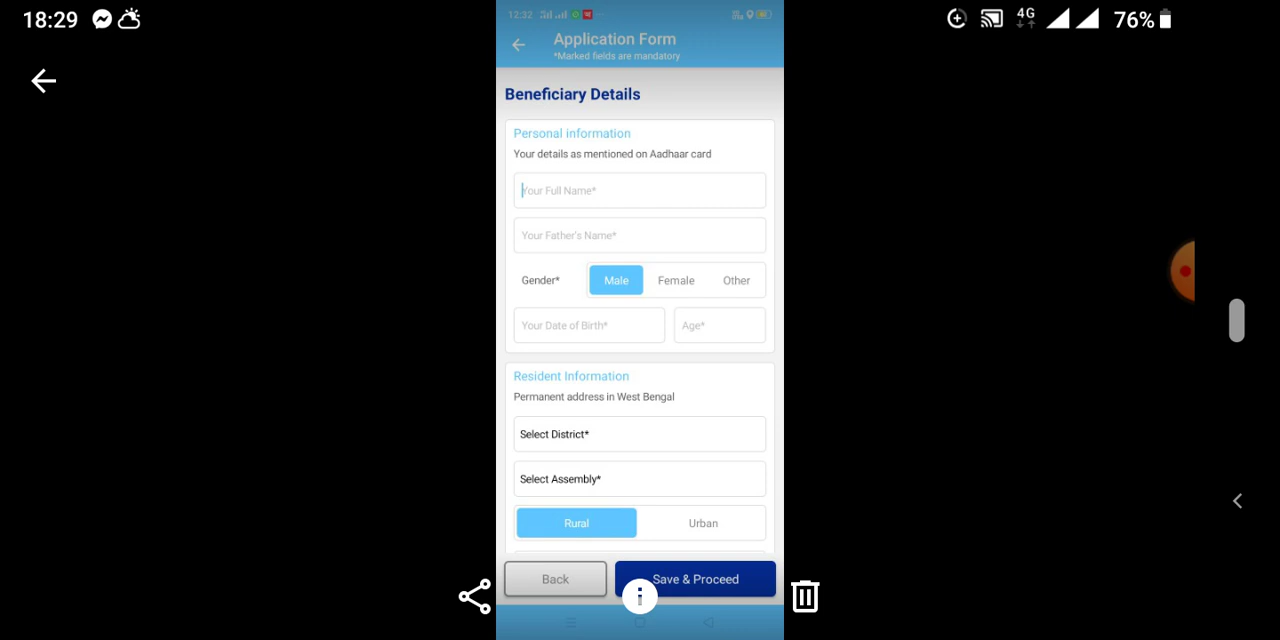 18:29
4G
76%
12:32
Application Form
*Marked fields are mandatory
Beneficiary Details
Personal information
Your details as mentioned on Aadhaar card
Your Full Name*
Your Father's Name*
Gender* Male Female Other
Your Date of Birth* Age*
Resident Information
Permanent address in West Bengal
Select District*
Select Assembly*
Rural Urban
Back Save & Proceed